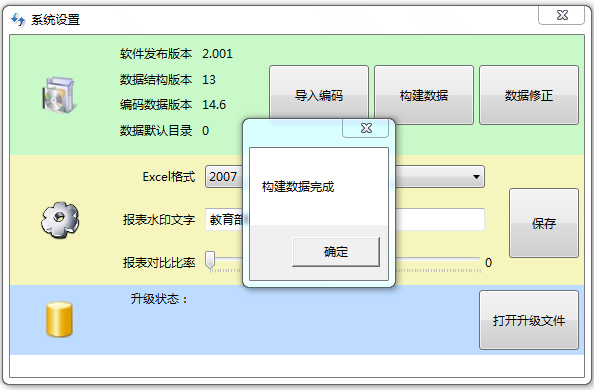 系统设置
软件发布版本 2.001
数据结构版本 13
编码数据版本 14.6
数据默认目录 0
导入编码
构建数据
数据修正
构建数据完成
确定
Excel格式 2007
报表水印文字 教育部
报表对比比率 0
保存
升级状态：
打开升级文件